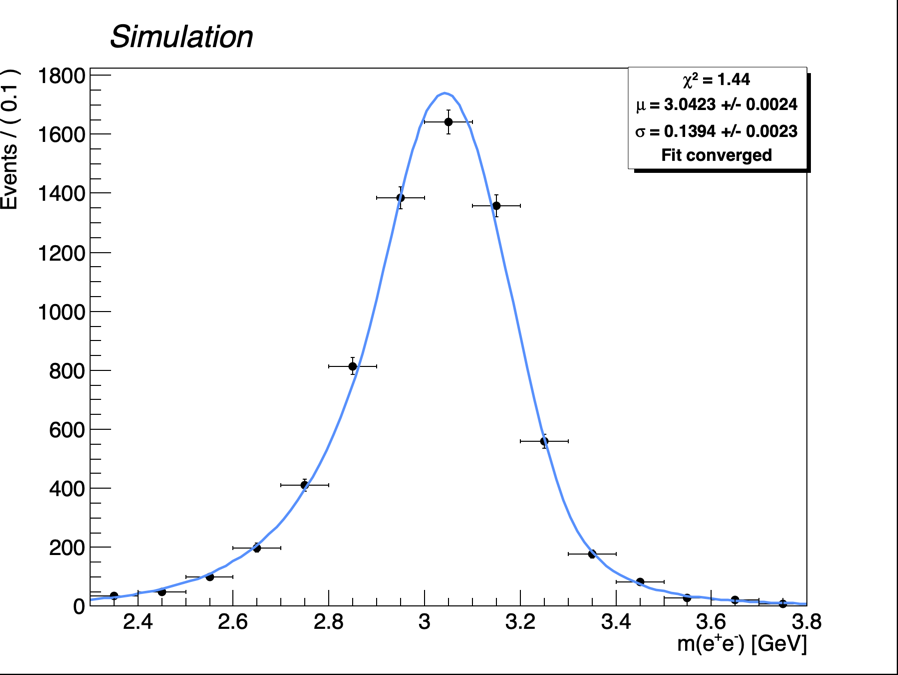 Simulation
χ² = 1.44
μ = 3.0423 +/- 0.0024
σ = 0.1394 +/- 0.0023
Fit converged
Events / ( 0.1 )
1800
1600
1400
1200
1000
800
600
400
200
0
2.4 2.6 2.8 3 3.2 3.4 3.6 3.8
m(e⁺e⁻) [GeV]